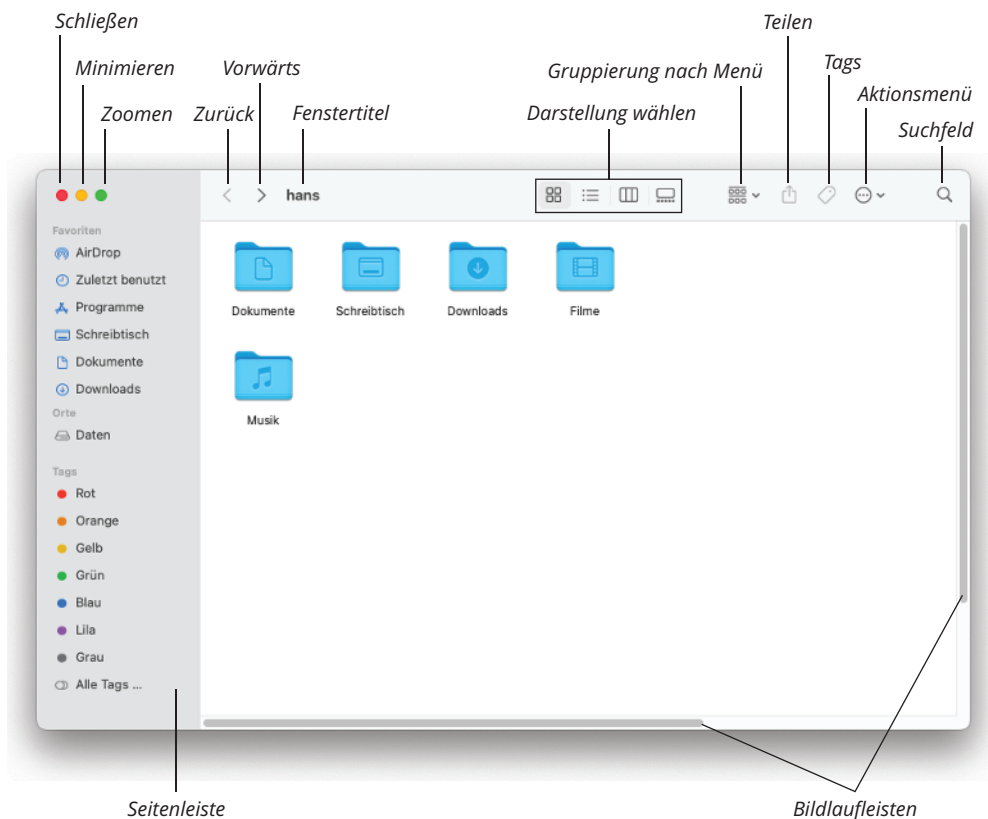 Schließen
Teilen
Minimieren
Vorwärts
Gruppierung nach Menü
Tags
Zoomen
Zurück
Fenstertitel
Darstellung wählen
Aktionsmenü
Suchfeld
hans
Favoriten
AirDrop
Zuletzt benutzt
Programme
Schreibtisch
Dokumente
Downloads
Orte
Daten
Tags
Rot
Orange
Gelb
Grün
Blau
Lila
Grau
Alle Tags ...
Dokumente
Schreibtisch
Downloads
Filme
Musik
Seitenleiste
Bildlaufleisten